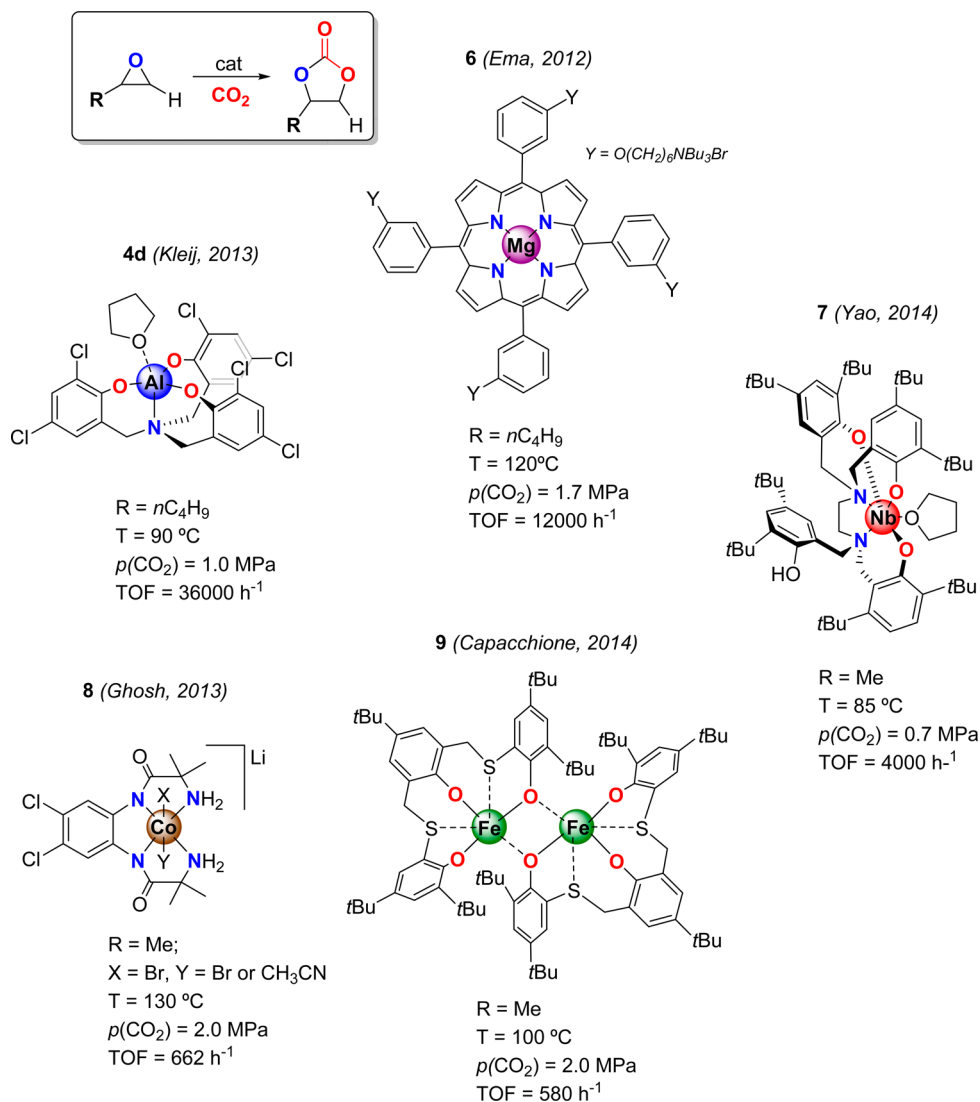 O
R
H
cat
CO2
O
O
O
R
H
6 (Ema, 2012)
Y
Y = O(CH2)6NBu3Br
Y
N
N
Mg
N
N
Y
Y
4d (Kleij, 2013)
O
Cl
Cl
Cl
Cl
O
O
Al
O
N
Cl
Cl
R = nC4H9
T = 90 ºC
p(CO2) = 1.0 MPa
TOF = 36000 h-1
R = nC4H9
T = 120ºC
p(CO2) = 1.7 MPa
TOF = 12000 h-1
7 (Yao, 2014)
tBu
tBu
tBu
O
tBu
tBu
N
O
Nb
O
N
O
tBu
HO
tBu
tBu
R = Me
T = 85 ºC
p(CO2) = 0.7 MPa
TOF = 4000 h-1
8 (Ghosh, 2013)
Li
O
N
X
NH2
Cl
Co
Cl
N
Y
NH2
O
R = Me;
X = Br, Y = Br or CH3CN
T = 130 ºC
p(CO2) = 2.0 MPa
TOF = 662 h-1
9 (Capacchione, 2014)
tBu
tBu
tBu
S
tBu
tBu
O
O
O
S
Fe
Fe
S
O
O
O
tBu
S
tBu
tBu
tBu
tBu
tBu
R = Me
T = 100 ºC
p(CO2) = 2.0 MPa
TOF = 580 h-1